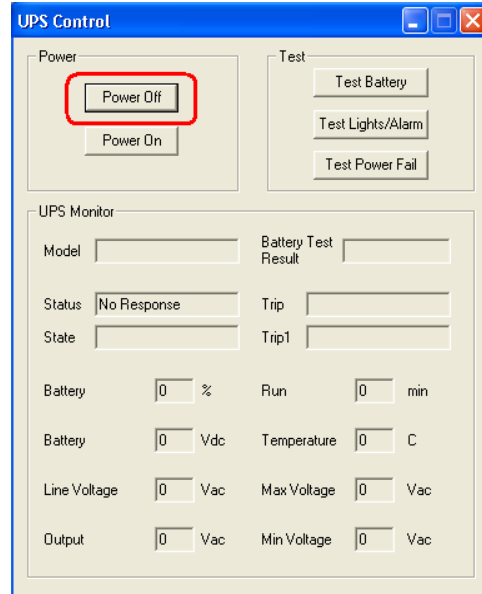 UPS Control
Power
Power Off
Power On
Test
Test Battery
Test Lights/Alarm
Test Power Fail
UPS Monitor
Model
Battery Test
Result
Status No Response Trip
State Trip1
Battery 0 % Run 0 min
Battery 0 Vdc Temperature 0 C
Line Voltage 0 Vac Max Voltage 0 Vac
Output 0 Vac Min Voltage 0 Vac